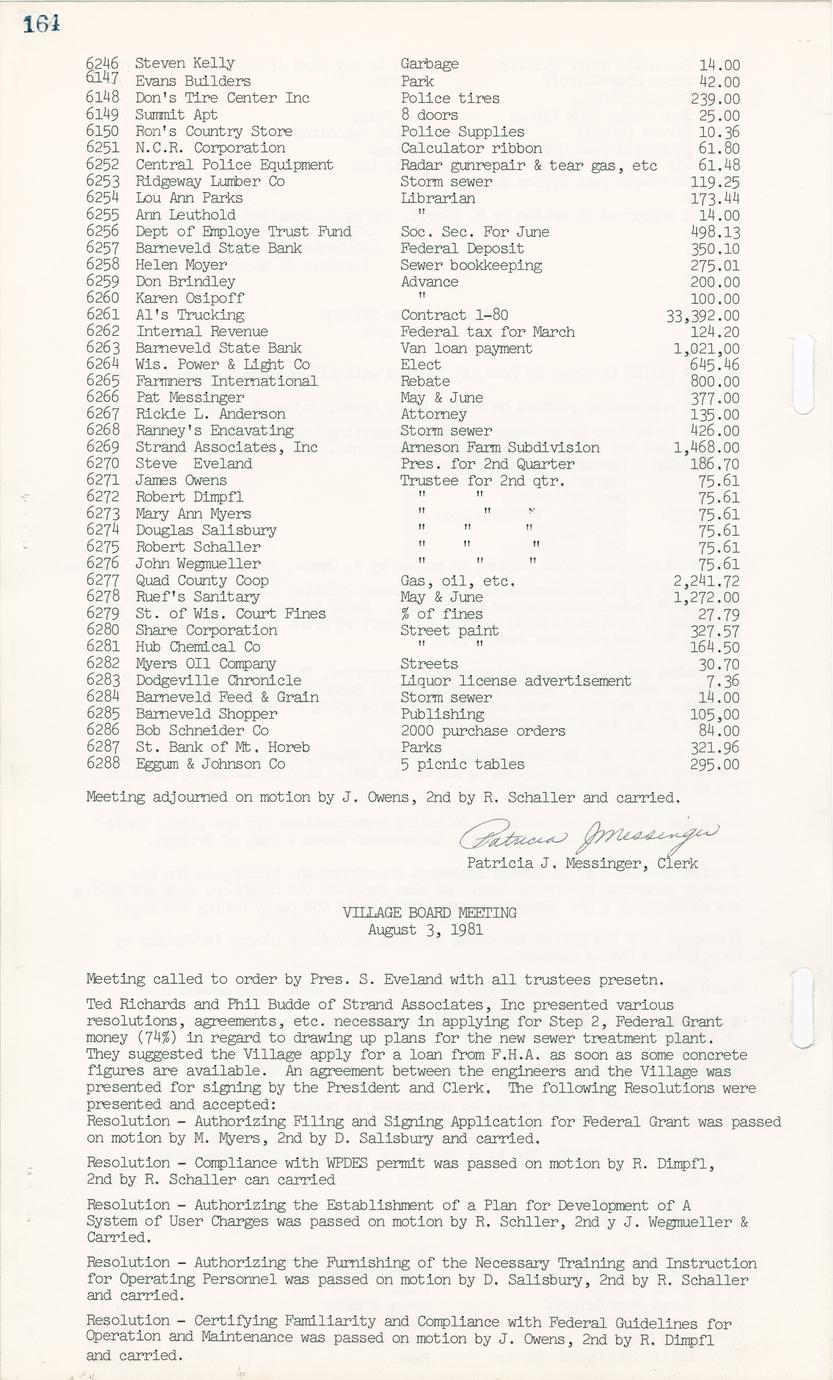 164
6246 Steven Kelly Garbage 14.00
6147 Evans Builders Park 42.00
6148 Don's Tire Center Inc Police tires 239.00
6149 Summit Apt 8 doors 25.00
6150 Ron's Country Store Police Supplies 10.36
6251 N.C.R. Corporation Calculator ribbon 61.80
6252 Central Police Equipment Radar gunrepair & tear gas, etc 61.48
6253 Ridgeway Lumber Co Storm sewer 119.25
6254 Lou Ann Parks Librarian 173.44
6255 Ann Leuthold " 14.00
6256 Dept of Employe Trust Fund Soc. Sec. For June 498.13
6257 Barneveld State Bank Federal Deposit 350.10
6258 Helen Moyer Sewer bookkeeping 275.01
6259 Don Brindley Advance 200.00
6260 Karen Osipoff " 100.00
6261 Al's Trucking Contract 1-80 33,392.00
6262 Internal Revenue Federal tax for March 124.20
6263 Barneveld State Bank Van loan payment 1,021,00
6264 Wis. Power & Light Co Elect 645.46
6265 Farmners International Rebate 800.00
6266 Pat Messinger May & June 377.00
6267 Rickie L. Anderson Attorney 135.00
6268 Ranney's Encavating Storm sewer 426.00
6269 Strand Associates, Inc Arneson Farm Subdivision 1,468.00
6270 Steve Eveland Pres. for 2nd Quarter 186.70
6271 James Owens Trustee for 2nd qtr. 75.61
6272 Robert Dimpfl " " 75.61
6273 Mary Ann Myers " " " 75.61
6274 Douglas Salisbury " " " 75.61
6275 Robert Schaller " " " 75.61
6276 John Wegmueller " " " 75.61
6277 Quad County Coop Gas, oil, etc. 2,241.72
6278 Ruef's Sanitary May & June 1,272.00
6279 St. of Wis. Court Fines % of fines 27.79
6280 Share Corporation Street paint 327.57
6281 Hub Chemical Co " " 164.50
6282 Myers OIl Company Streets 30.70
6283 Dodgeville Chronicle Liquor license advertisement 7.36
6284 Barneveld Feed & Grain Storm sewer 14.00
6285 Barneveld Shopper Publishing 105,00
6286 Bob Schneider Co 2000 purchase orders 84.00
6287 St. Bank of Mt. Horeb Parks 321.96
6288 Eggum & Johnson Co 5 picnic tables 295.00
Meeting adjourned on motion by J. Owens, 2nd by R. Schaller and carried.
Patricia J Messinger
Patricia J. Messinger, Clerk
VILLAGE BOARD MEETING
August 3, 1981
Meeting called to order by Pres. S. Eveland with all trustees presetn.
Ted Richards and Phil Budde of Strand Associates, Inc presented various
resolutions, agreements, etc. necessary in applying for Step 2, Federal Grant
money (74%) in regard to drawing up plans for the new sewer treatment plant.
They suggested the Village apply for a loan from F.H.A. as soon as some concrete
figures are available. An agreement between the engineers and the Village was
presented for signing by the President and Clerk. The following Resolutions were
presented and accepted:
Resolution - Authorizing Filing and Signing Application for Federal Grant was passed
on motion by M. Myers, 2nd by D. Salisbury and carried.
Resolution - Compliance with WPDES permit was passed on motion by R. Dimpfl,
2nd by R. Schaller can carried
Resolution - Authorizing the Establishment of a Plan for Development of A
System of User Charges was passed on motion by R. Schller, 2nd y J. Wegmueller &
Carried.
Resolution - Authorizing the Furnishing of the Necessary Training and Instruction
for Operating Personnel was passed on motion by D. Salisbury, 2nd by R. Schaller
and carried.
Resolution - Certifying Familiarity and Compliance with Federal Guidelines for
Operation and Maintenance was passed on motion by J. Owens, 2nd by R. Dimpfl
and carried.